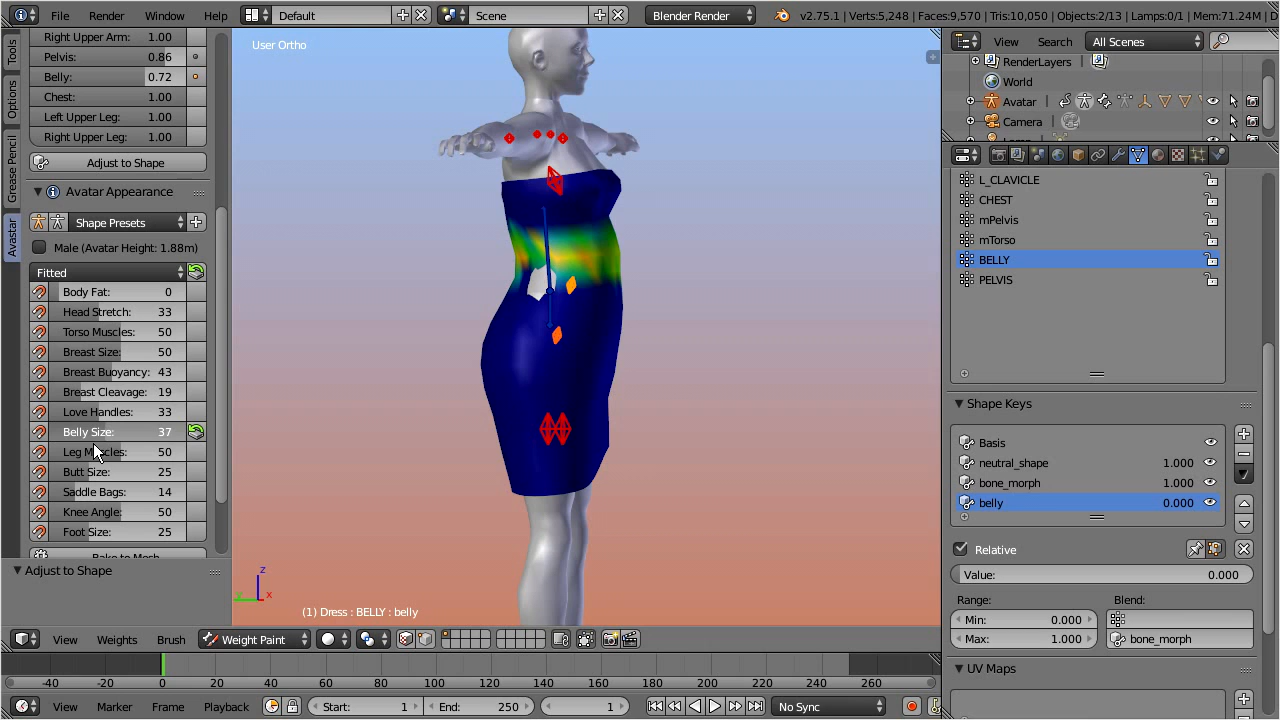 File Render Window Help Default Scene Blender Render v2.75.1 | Verts:5,248 | Faces:9,570 | Tris:10,050 | Objects:2/13 | Lamps:0/1 | Mem:71.24M | D
Tools
Options
Grease Pencil
Avastar
Right Upper Arm: 1.00
Pelvis: 0.86
Belly: 0.72
Chest: 1.00
Left Upper Leg: 1.00
Right Upper Leg: 1.00
Adjust to Shape
Avatar Appearance
Shape Presets
Male (Avatar Height: 1.88m)
Fitted
Body Fat: 0
Head Stretch: 33
Torso Muscles: 50
Breast Size: 50
Breast Buoyancy: 43
Breast Cleavage: 19
Love Handles: 33
Belly Size: 37
Leg Muscles: 50
Butt Size: 25
Saddle Bags: 14
Knee Angle: 50
Foot Size: 25
Bake to Mesh
Adjust to Shape
User Ortho
z
y
x
(1) Dress : BELLY : belly
View Weights Brush Weight Paint
-40 -20 0 20 40 60 80 100 120 140 160 180 200 220 240 260
View Marker Frame Playback Start: 1 End: 250 1 No Sync
View Search All Scenes
RenderLayers
World
Avatar
Camera
L_CLAVICLE
CHEST
mPelvis
mTorso
BELLY
PELVIS
Shape Keys
Basis
neutral_shape 1.000
bone_morph 1.000
belly 0.000
Relative
Value: 0.000
Range: Blend:
Min: 0.000
Max: 1.000 bone_morph
UV Maps